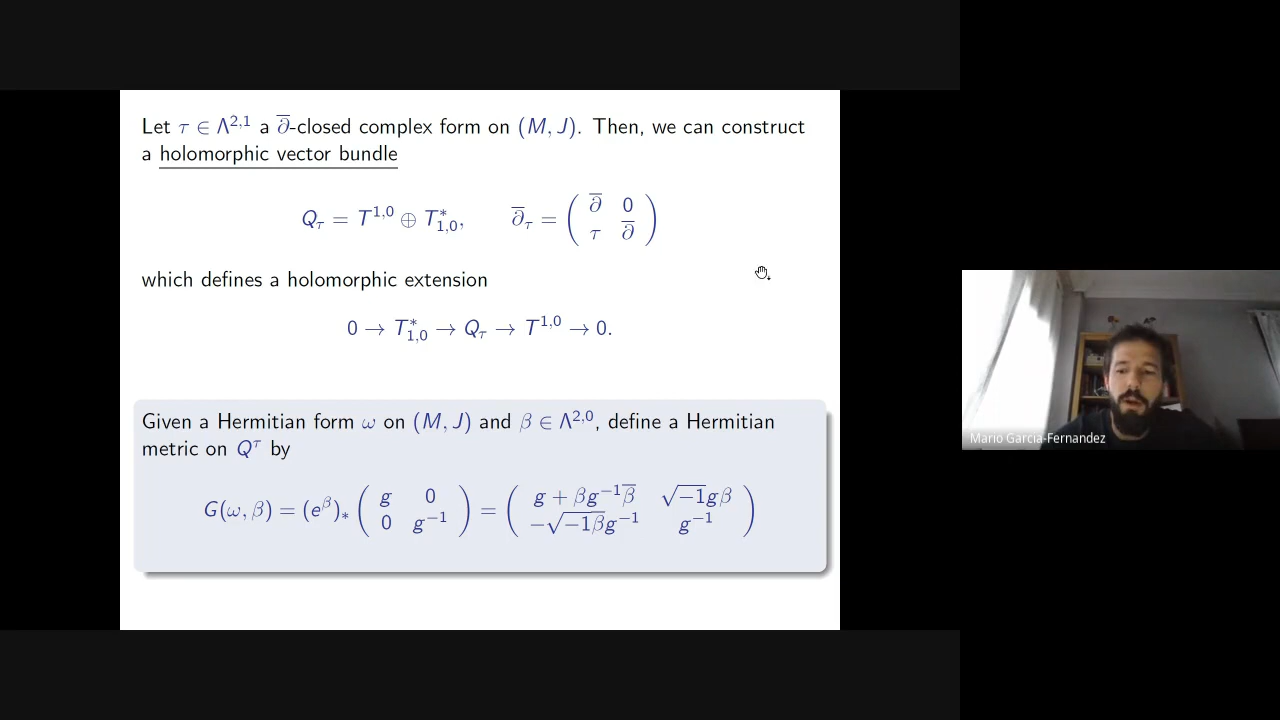 Let τ ∈ Λ^{2,1} a ∂̄-closed complex form on (M, J). Then, we can construct
a holomorphic vector bundle
Q_τ = T^{1,0} ⊕ T^*_{1,0}, ∂̄_τ = ( ∂̄ 0 ; τ ∂̄ )
which defines a holomorphic extension
0 → T^*_{1,0} → Q_τ → T^{1,0} → 0.
Given a Hermitian form ω on (M, J) and β ∈ Λ^{2,0}, define a Hermitian
metric on Q^τ by
G(ω, β) = (e^β)_* ( g 0 ; 0 g^{-1} ) = ( g + βg^{-1}β̄ √-1gβ ; -√-1β̄g^{-1} g^{-1} )
Mario Garcia-Fernandez